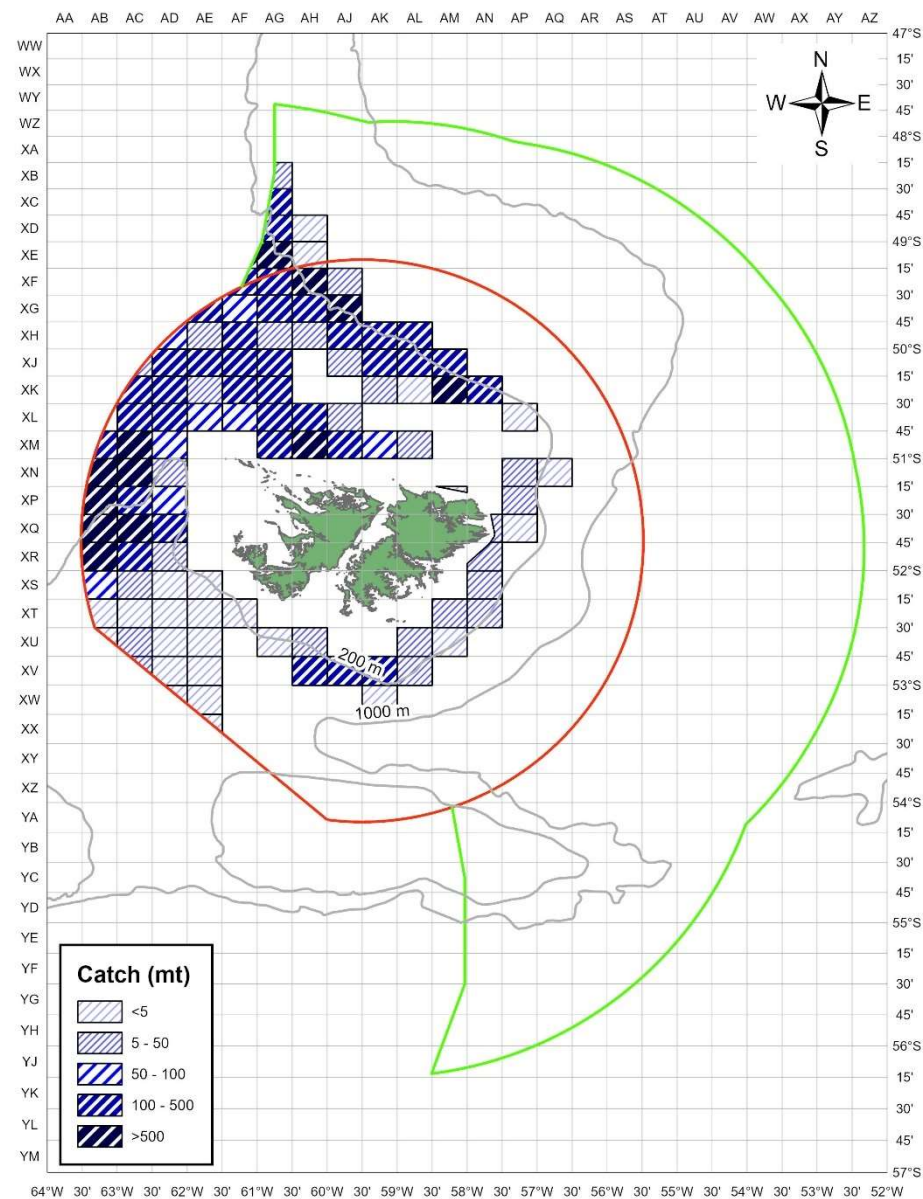 AA AB AC AD AE AF AG AH AJ AK AL AM AN AP AQ AR AS AT AU AV AW AX AY AZ
47°S
WW
15'
WX
30'
WY
45'
WZ
48°S
XA
15'
XB
30'
XC
45'
XD
49°S
XE
15'
XF
30'
XG
45'
XH
50°S
XJ
15'
XK
30'
XL
45'
XM
51°S
XN
15'
XP
30'
XQ
45'
XR
52°S
XS
15'
XT
30'
XU
45'
XV
53°S
XW
15'
XX
30'
XY
45'
XZ
54°S
YA
15'
YB
30'
YC
45'
YD
55°S
YE
15'
YF
30'
YG
45'
YH
56°S
YJ
15'
YK
30'
YL
45'
YM
57°S
N
W E
S
200 m
1000 m
Catch (mt)
<5
5 - 50
50 - 100
100 - 500
>500
64°W 30' 63°W 30' 62°W 30' 61°W 30' 60°W 30' 59°W 30' 58°W 30' 57°W 30' 56°W 30' 55°W 30' 54°W 30' 53°W 30' 52°W